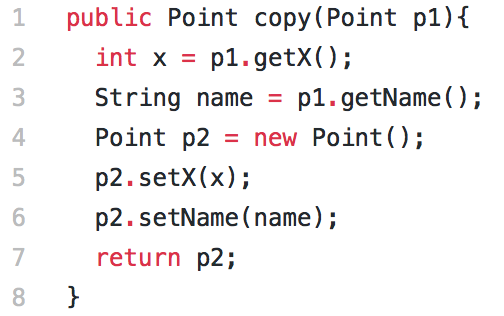 1 public Point copy(Point p1){
2 int x = p1.getX();
3 String name = p1.getName();
4 Point p2 = new Point();
5 p2.setX(x);
6 p2.setName(name);
7 return p2;
8 }